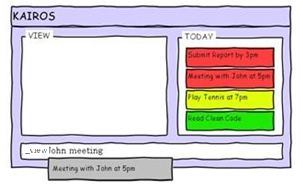 KAIROS
VIEW
TODAY
Submit Report by 3pm
Meeting with John at 5pm
Play Tennis at 7pm
Read Clean Code
_view John meeting
Meeting with John at 5pm